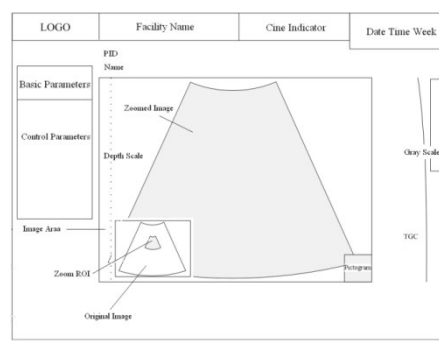 LOGO
Facility Name
Cine Indicator
Date Time Week
PID
Name
Basic Parameters
Zoomed Image
Control Parameters
Depth Scale
Gray Scale
Image Araa
TGC
Zoom ROI
Pictogram
Original Image